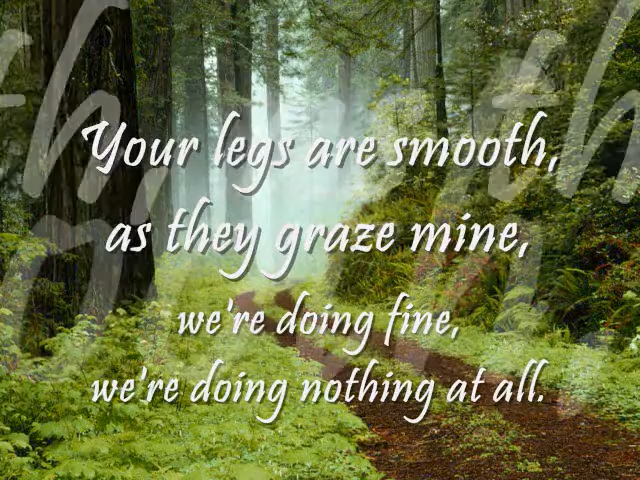 Your legs are smooth,
as they graze mine,
we're doing fine,
we're doing nothing at all.